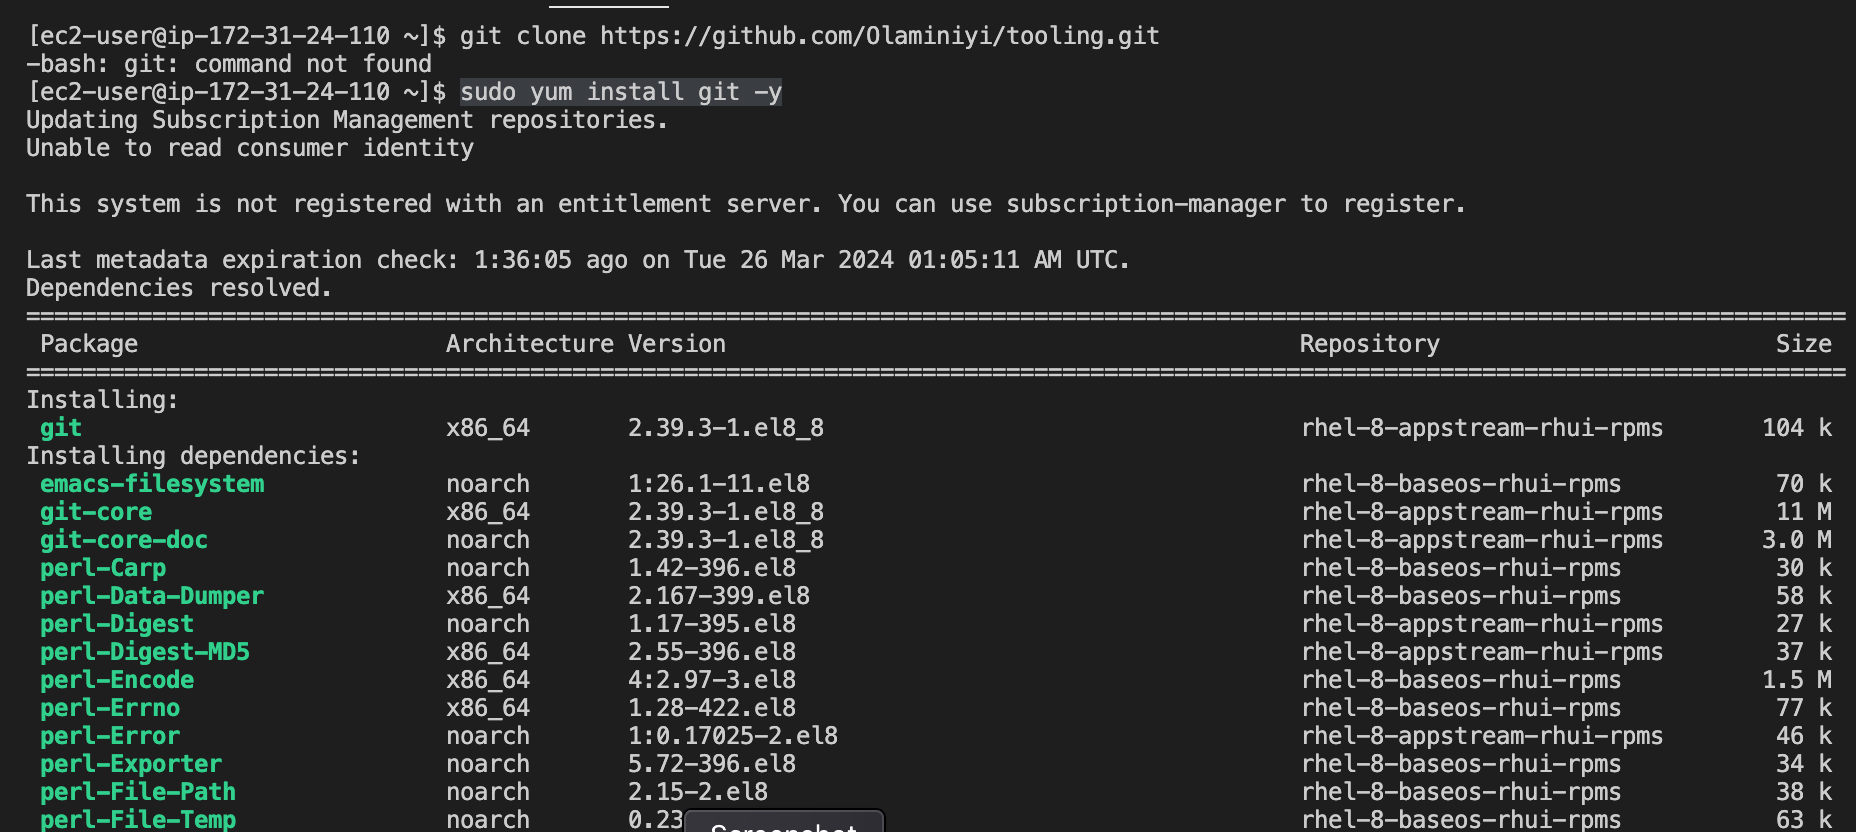 [ec2-user@ip-172-31-24-110 ~]$ git clone https://github.com/Olaminiyi/tooling.git
-bash: git: command not found
[ec2-user@ip-172-31-24-110 ~]$ sudo yum install git -y
Updating Subscription Management repositories.
Unable to read consumer identity
This system is not registered with an entitlement server. You can use subscription-manager to register.
Last metadata expiration check: 1:36:05 ago on Tue 26 Mar 2024 01:05:11 AM UTC.
Dependencies resolved.
================================================================================
Package Architecture Version Repository Size
================================================================================
Installing:
git x86_64 2.39.3-1.el8_8 rhel-8-appstream-rhui-rpms 104 k
Installing dependencies:
emacs-filesystem noarch 1:26.1-11.el8 rhel-8-baseos-rhui-rpms 70 k
git-core x86_64 2.39.3-1.el8_8 rhel-8-appstream-rhui-rpms 11 M
git-core-doc noarch 2.39.3-1.el8_8 rhel-8-appstream-rhui-rpms 3.0 M
perl-Carp noarch 1.42-396.el8 rhel-8-baseos-rhui-rpms 30 k
perl-Data-Dumper x86_64 2.167-399.el8 rhel-8-baseos-rhui-rpms 58 k
perl-Digest noarch 1.17-395.el8 rhel-8-appstream-rhui-rpms 27 k
perl-Digest-MD5 x86_64 2.55-396.el8 rhel-8-appstream-rhui-rpms 37 k
perl-Encode x86_64 4:2.97-3.el8 rhel-8-baseos-rhui-rpms 1.5 M
perl-Errno x86_64 1.28-422.el8 rhel-8-baseos-rhui-rpms 77 k
perl-Error noarch 1:0.17025-2.el8 rhel-8-appstream-rhui-rpms 46 k
perl-Exporter noarch 5.72-396.el8 rhel-8-baseos-rhui-rpms 34 k
perl-File-Path noarch 2.15-2.el8 rhel-8-baseos-rhui-rpms 38 k
perl-File-Temp noarch 0.23 rhel-8-baseos-rhui-rpms 63 k
Screenshot